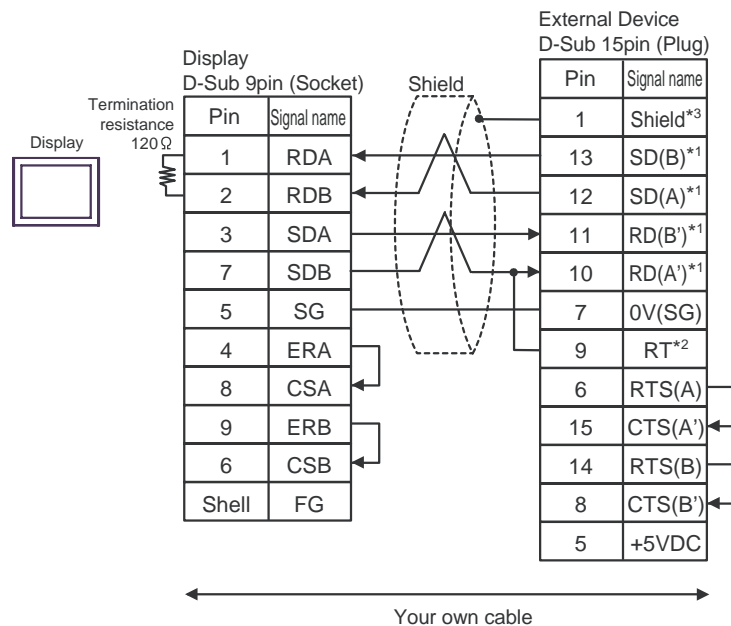 External Device
D-Sub 15pin (Plug)
Display
D-Sub 9pin (Socket)
Shield
Termination
resistance
120Ω
Display
Pin Signal name
1 RDA
2 RDB
3 SDA
7 SDB
5 SG
4 ERA
8 CSA
9 ERB
6 CSB
Shell FG
Pin Signal name
1 Shield*3
13 SD(B)*1
12 SD(A)*1
11 RD(B’)*1
10 RD(A’)*1
7 0V(SG)
9 RT*2
6 RTS(A)
15 CTS(A’)
14 RTS(B)
8 CTS(B’)
5 +5VDC
Your own cable